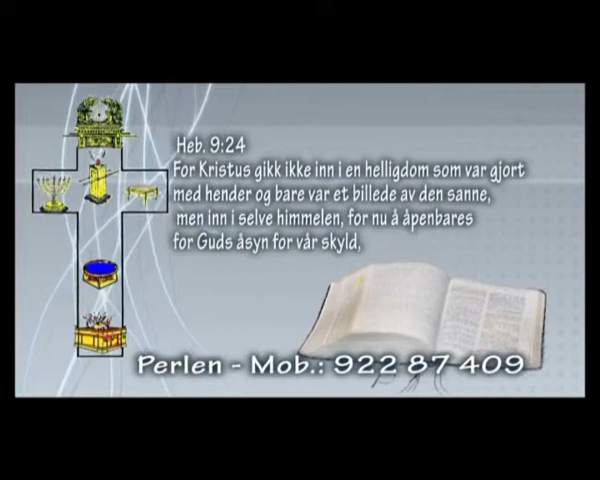 Heb. 9:24
For Kristus gikk ikke inn i en helligdom som var gjort
med hender og bare var et billede av den sanne,
men inn i selve himmelen, for nu å åpenbares
for Guds åsyn for vår skyld,
Perlen - Mob.: 922 87 409